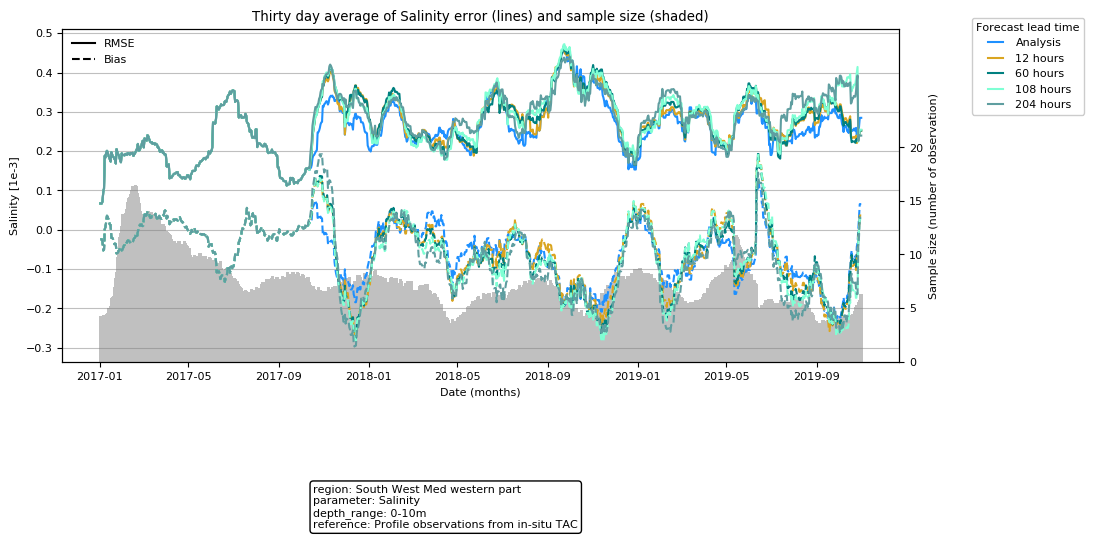 Thirty day average of Salinity error (lines) and sample size (shaded)
Forecast lead time
Analysis
12 hours
60 hours
108 hours
204 hours
RMSE
Bias
Salinity [1e-3]
0.5
0.4
0.3
0.2
0.1
0.0
−0.1
−0.2
−0.3
Sample size (number of observation)
20
15
10
5
0
2017-01
2017-05
2017-09
2018-01
2018-05
2018-09
2019-01
2019-05
2019-09
Date (months)
region: South West Med western part
parameter: Salinity
depth_range: 0-10m
reference: Profile observations from in-situ TAC